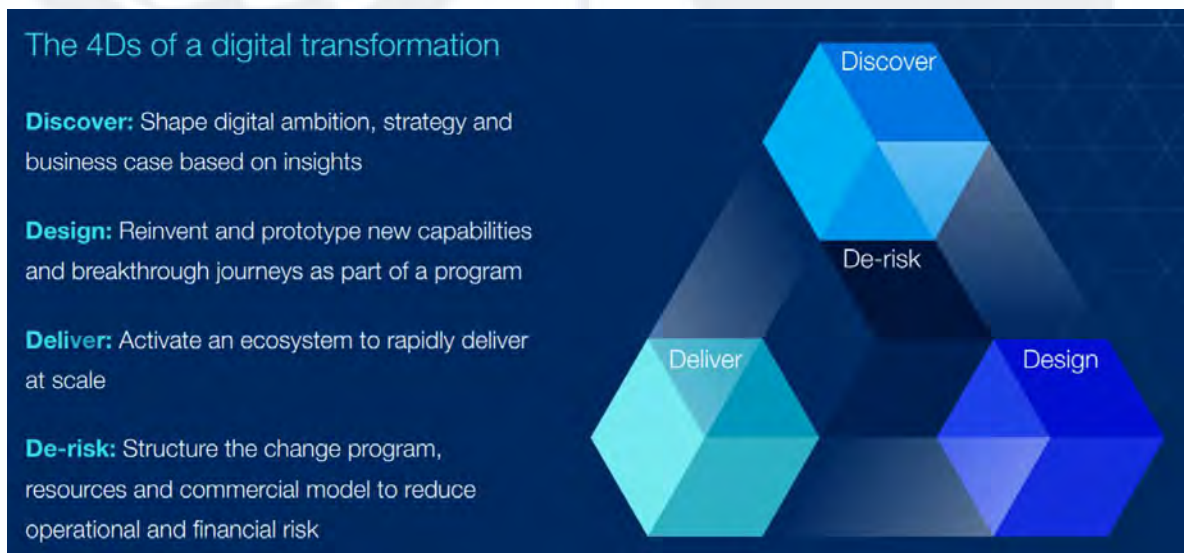 The 4Ds of a digital transformation
Discover: Shape digital ambition, strategy and
business case based on insights
Design: Reinvent and prototype new capabilities
and breakthrough journeys as part of a program
Deliver: Activate an ecosystem to rapidly deliver
at scale
De-risk: Structure the change program,
resources and commercial model to reduce
operational and financial risk
Discover
De-risk
Deliver
Design